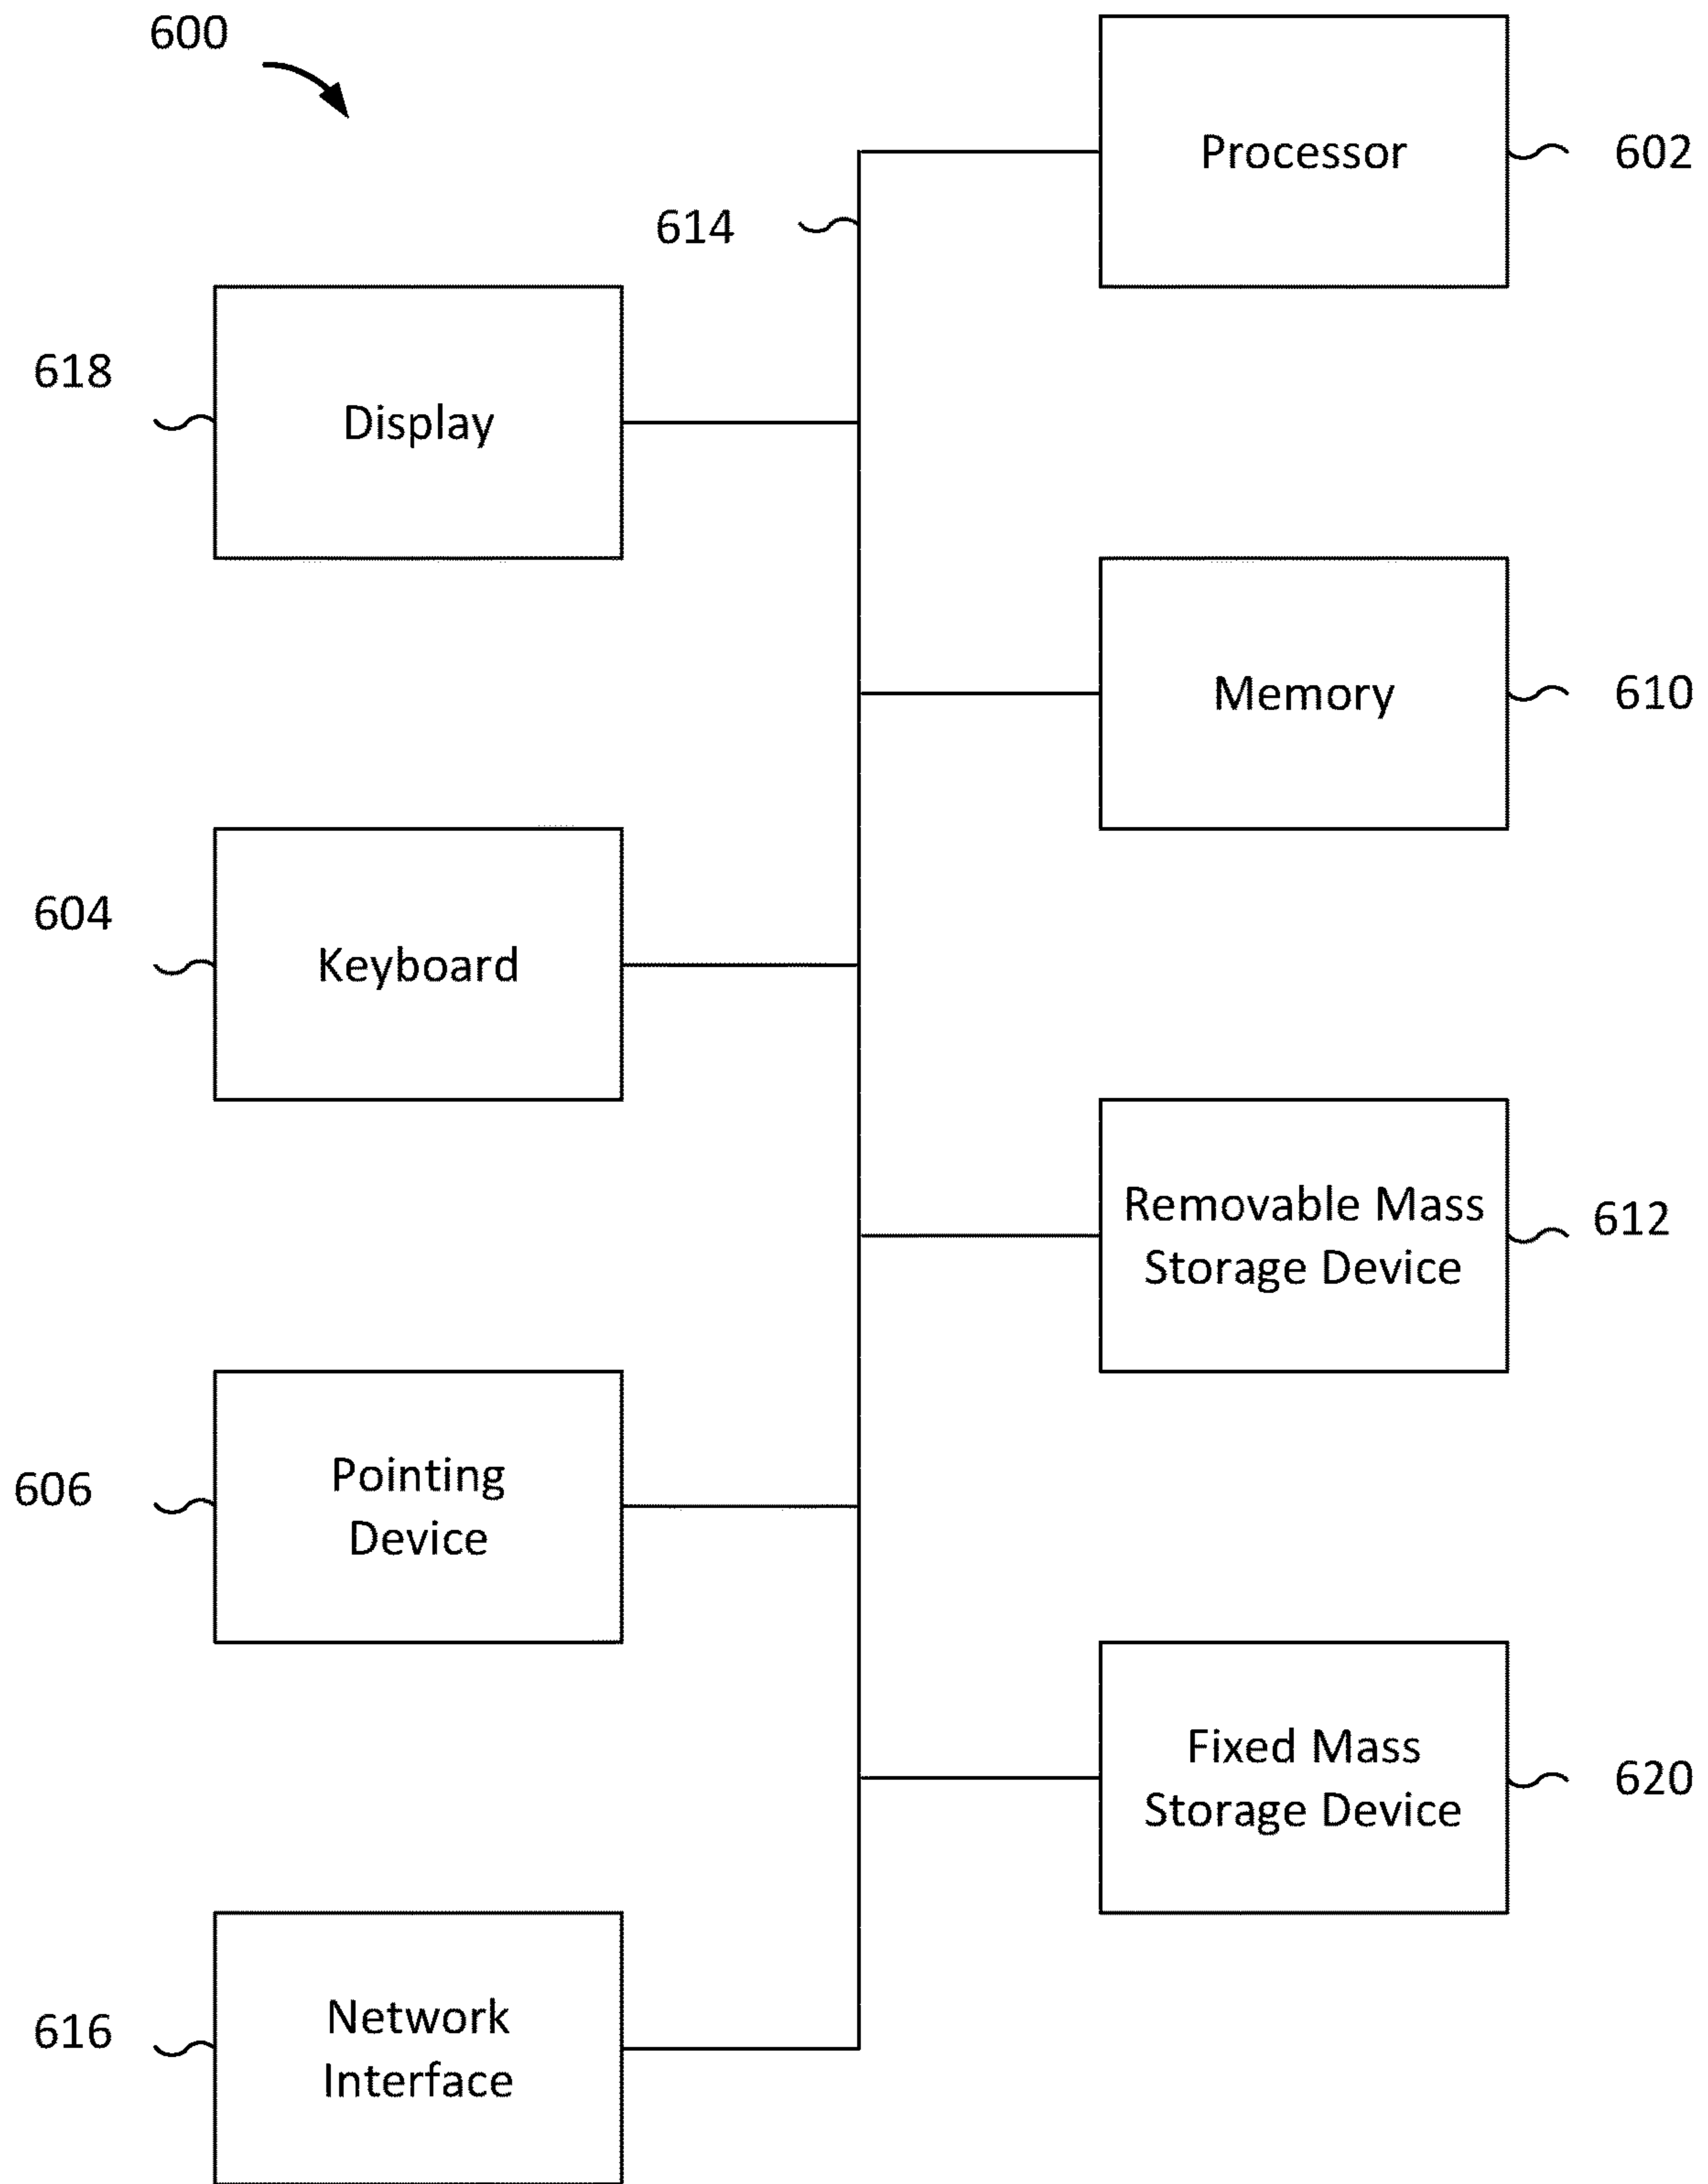 600
Processor
602
614
618
Display
Memory
610
604
Keyboard
Removable Mass
Storage Device
612
606
Pointing
Device
Fixed Mass
Storage Device
620
616
Network
Interface